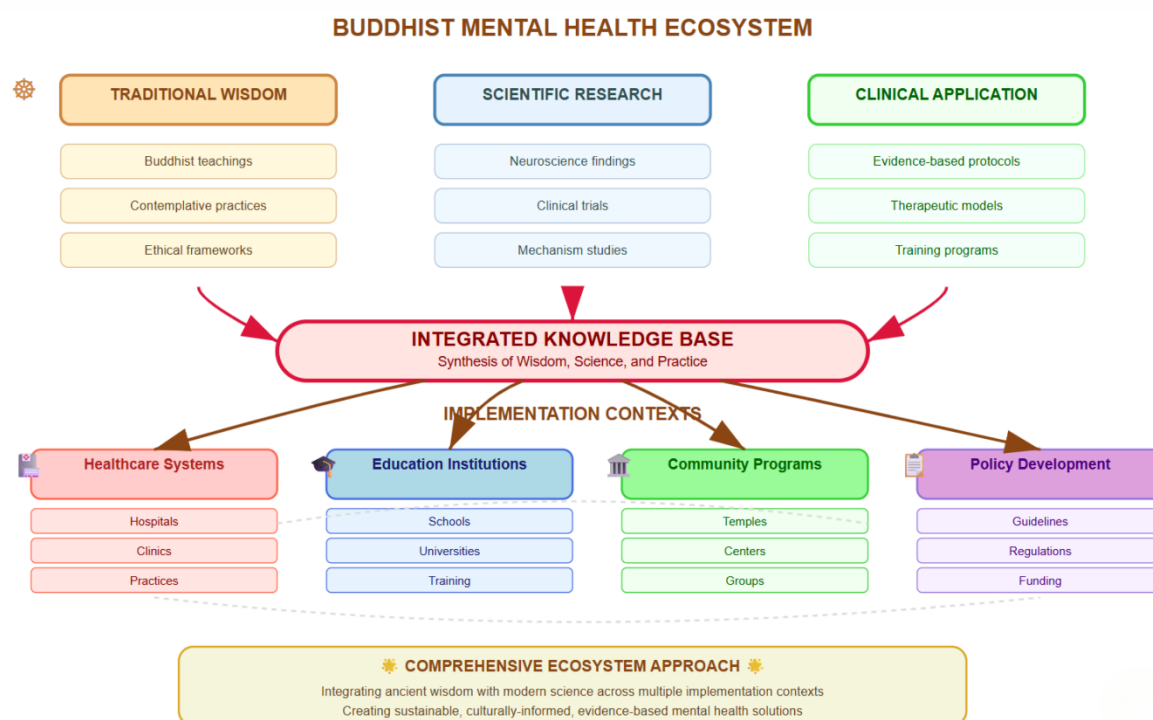 BUDDHIST MENTAL HEALTH ECOSYSTEM
TRADITIONAL WISDOM
Buddhist teachings
Contemplative practices
Ethical frameworks
SCIENTIFIC RESEARCH
Neuroscience findings
Clinical trials
Mechanism studies
CLINICAL APPLICATION
Evidence-based protocols
Therapeutic models
Training programs
INTEGRATED KNOWLEDGE BASE
Synthesis of Wisdom, Science, and Practice
IMPLEMENTATION CONTEXTS
Healthcare Systems
Hospitals
Clinics
Practices
Education Institutions
Schools
Universities
Training
Community Programs
Temples
Centers
Groups
Policy Development
Guidelines
Regulations
Funding
COMPREHENSIVE ECOSYSTEM APPROACH
Integrating ancient wisdom with modern science across multiple implementation contexts
Creating sustainable, culturally-informed, evidence-based mental health solutions